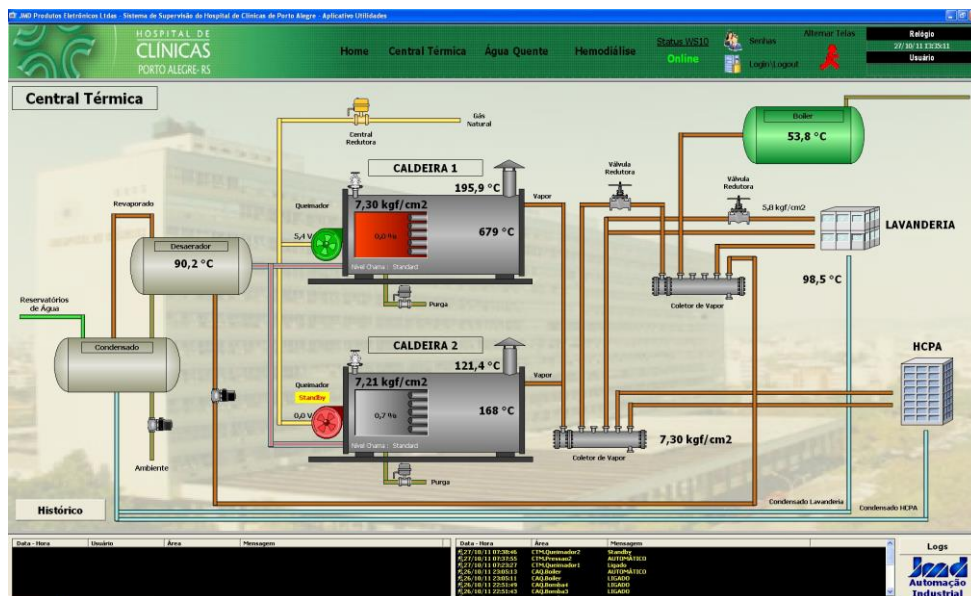 JMD Produtos Eletrônicos Ltdas - Sistema de Supervisão do Hospital de Clínicas de Porto Alegre - Aplicativo Utilidades
HOSPITAL DE
CLÍNICAS
PORTO ALEGRE- RS
Home
Central Térmica
Água Quente
Hemodiálise
Status WS10
Online
Senhas
Login\Logout
Alternar Telas
Relógio
27/10/11 13:35:11
Usuário
Central Térmica
Gás
Natural
Central
Redutora
Boiler
53,8 °C
CALDEIRA 1
195,9 °C
7,30 kgf/cm2
Queimador
5,4 V
0,0 %
679 °C
Nível Chama : Standard
Vapor
Purga
Válvula
Redutora
Válvula
Redutora
5,8 kgf/cm2
LAVANDERIA
98,5 °C
Coletor de Vapor
Revaporado
Desaerador
90,2 °C
Reservatórios
de Água
Condensado
Ambiente
CALDEIRA 2
121,4 °C
7,21 kgf/cm2
Queimador
Standby
0,0 V
0,7 %
168 °C
Nível Chama : Standard
Vapor
Purga
HCPA
7,30 kgf/cm2
Coletor de Vapor
Condensado Lavanderia
Condensado HCPA
Histórico
Data - Hora Usuário Área Mensagem
Data - Hora Área Mensagem
27/10/11 07:38:46 CTM.Queimador2 Standby
27/10/11 07:37:55 CTM.Pressao2 AUTOMÁTICO
27/10/11 07:23:27 CTM.Queimador1 Ligado
26/10/11 23:05:13 CAQ.Boiler AUTOMÁTICO
26/10/11 23:05:11 CAQ.Boiler LIGADO
26/10/11 22:51:49 CAQ.Bomba4 LIGADO
26/10/11 22:51:43 CAQ.Bomba3 LIGADO
Logs
Jmd
Automação
Industrial